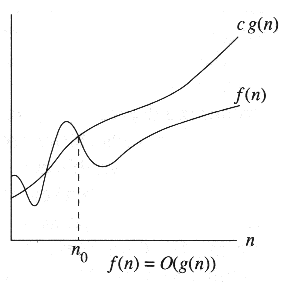 c g(n)
f(n)
n
n₀
f(n) = O(g(n))